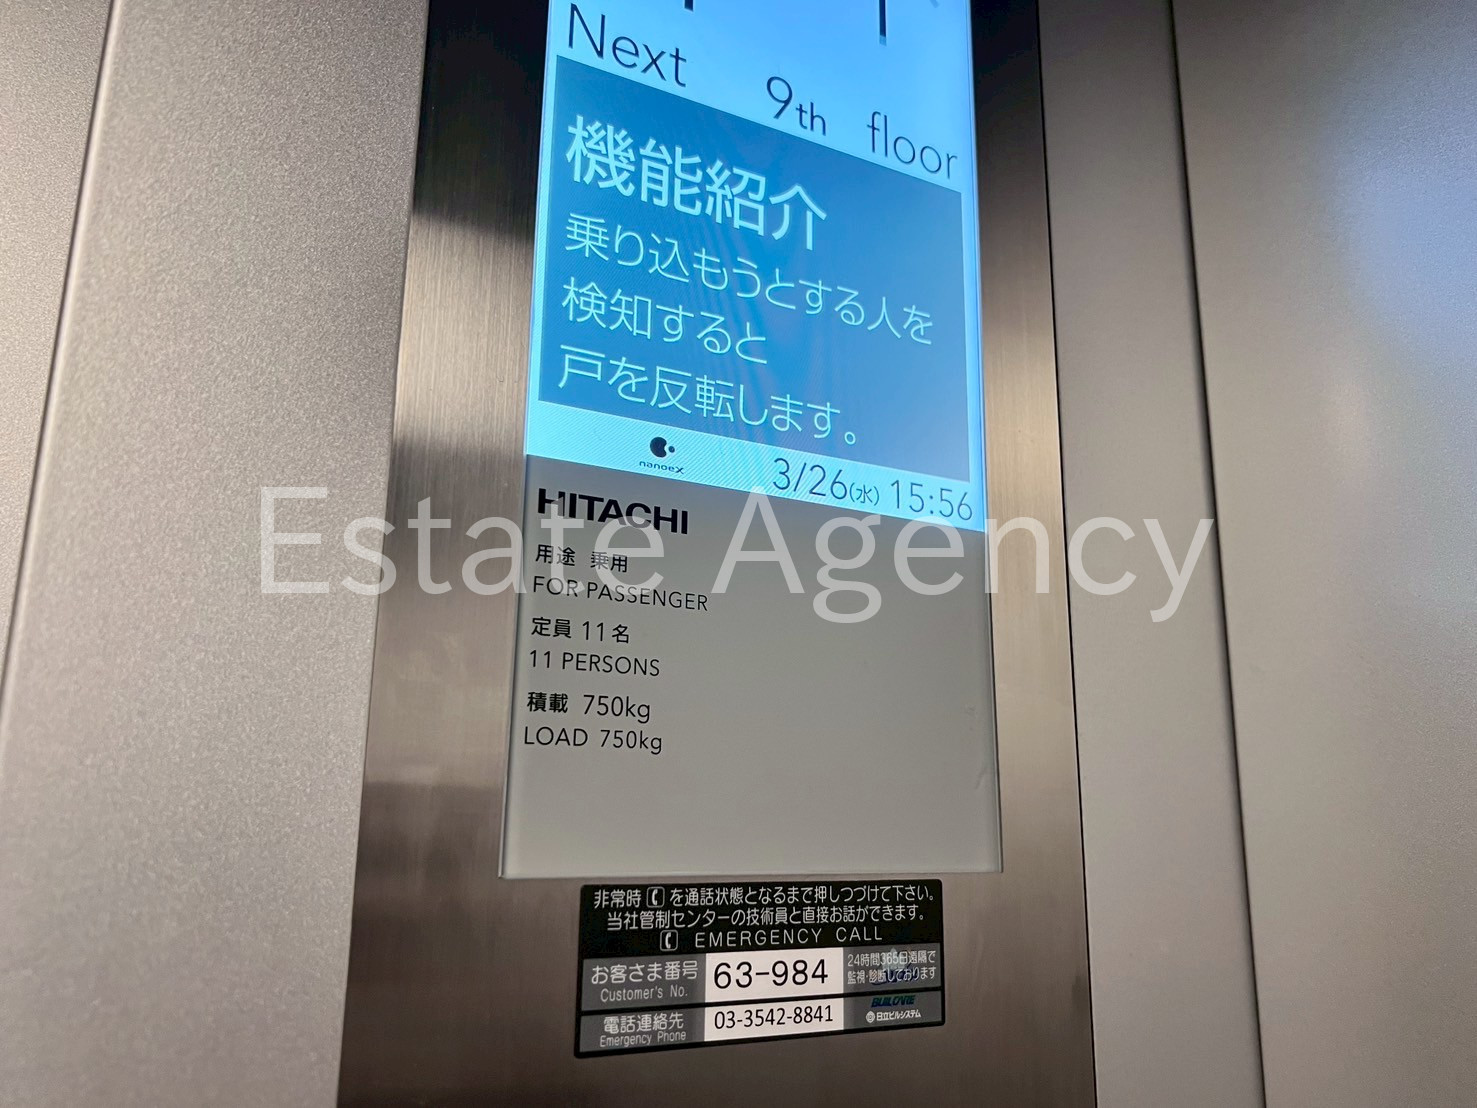 Next 9th floor
機能紹介
乗り込もうとする人を
検知すると
戸を反転します。
nanoeX
3/26(水) 15:56
HITACHI
Estate Agency
用途 乗用
FOR PASSENGER
定員 11名
11 PERSONS
積載 750kg
LOAD 750kg
非常時 を通話状態となるまで押しつづけて下さい。
当社管制センターの技術員と直接お話ができます。
EMERGENCY CALL
お客さま番号 63-984
Customer's No.
24時間365日遠隔で
監視・診断しております
電話連絡先 03-3542-8841
Emergency Phone
BUILCARE
日立ビルシステム